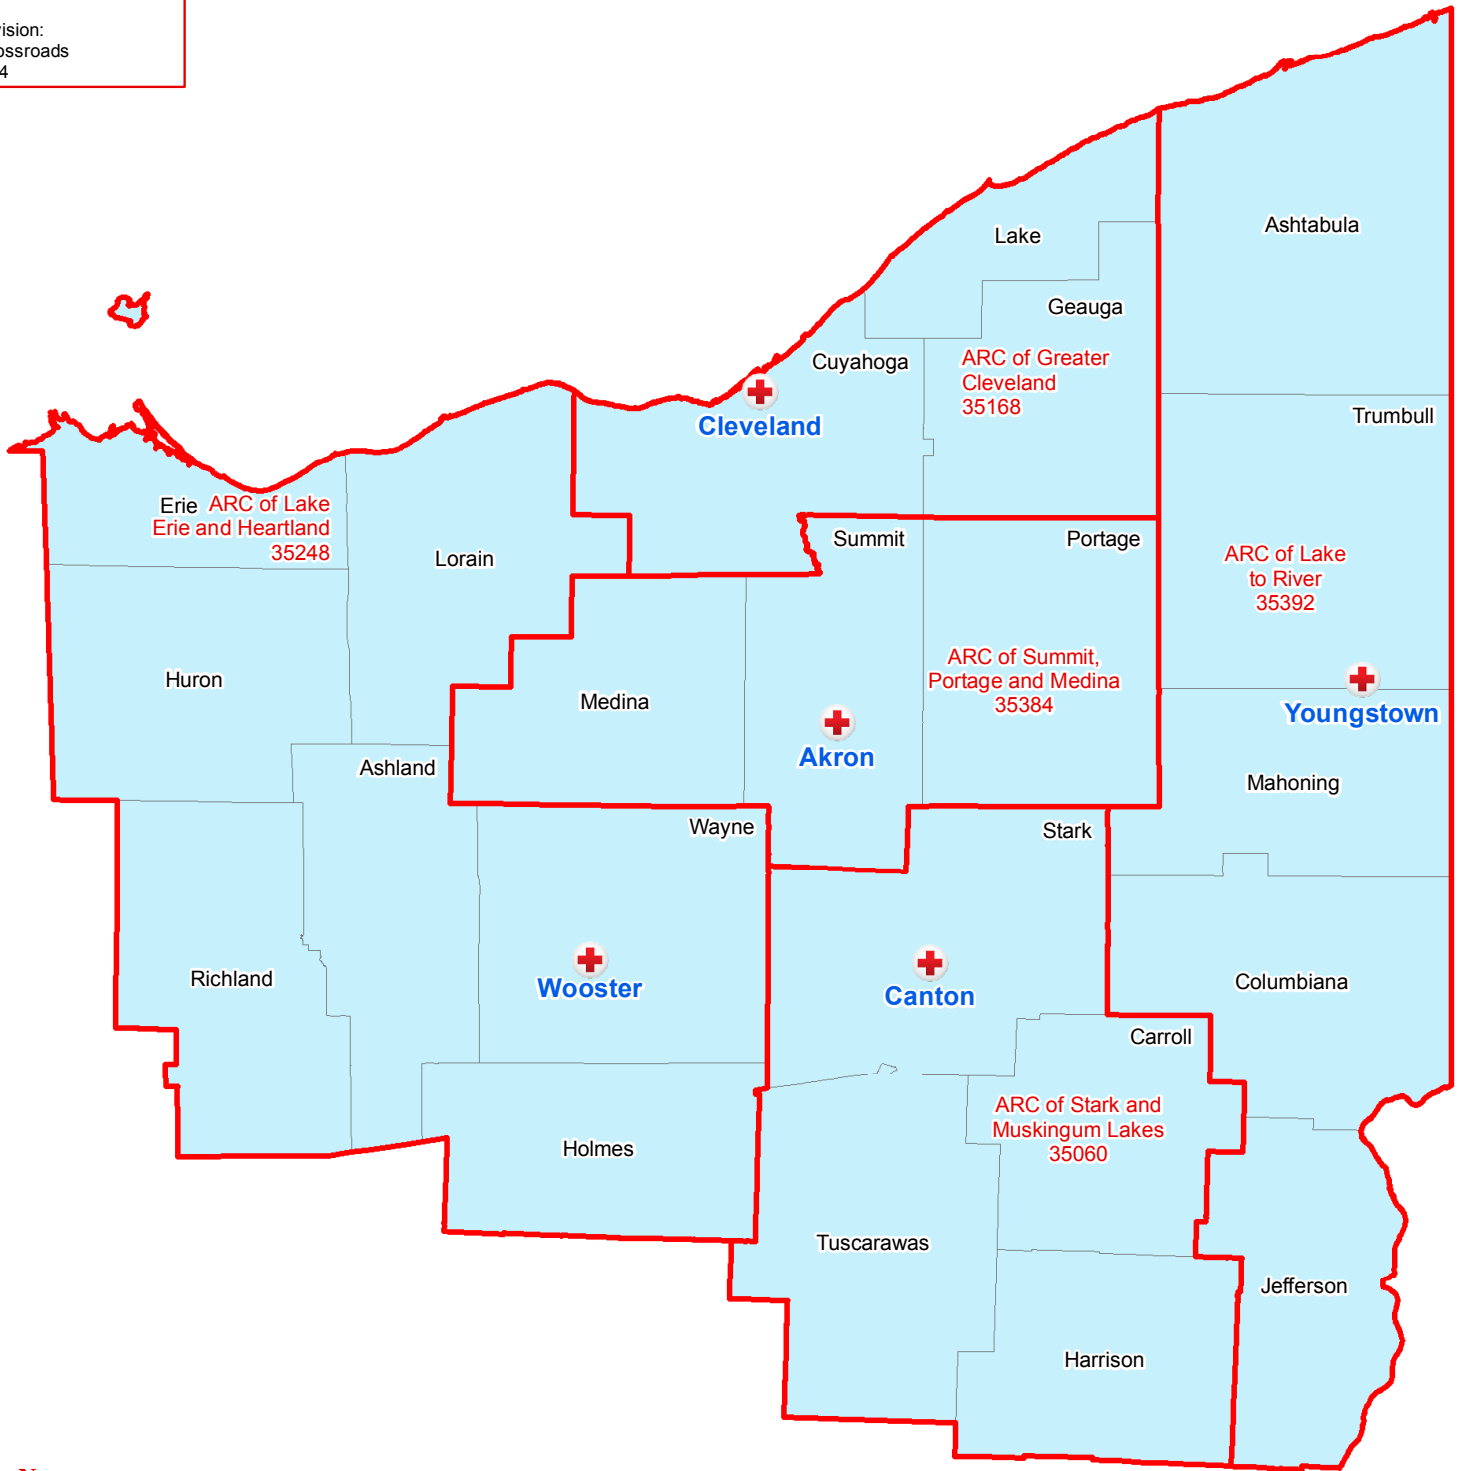 vision:
ossroads
4
Lake
Ashtabula
Geauga
Cuyahoga
ARC of Greater
Cleveland
35168
Cleveland
Trumbull
Erie
ARC of Lake
Erie and Heartland
35248
Lorain
Summit
Portage
ARC of Lake
to River
35392
Huron
Medina
ARC of Summit,
Portage and Medina
35384
Akron
Youngstown
Ashland
Mahoning
Wayne
Stark
Richland
Wooster
Canton
Columbiana
Carroll
ARC of Stark and
Muskingum Lakes
35060
Holmes
Tuscarawas
Jefferson
Harrison